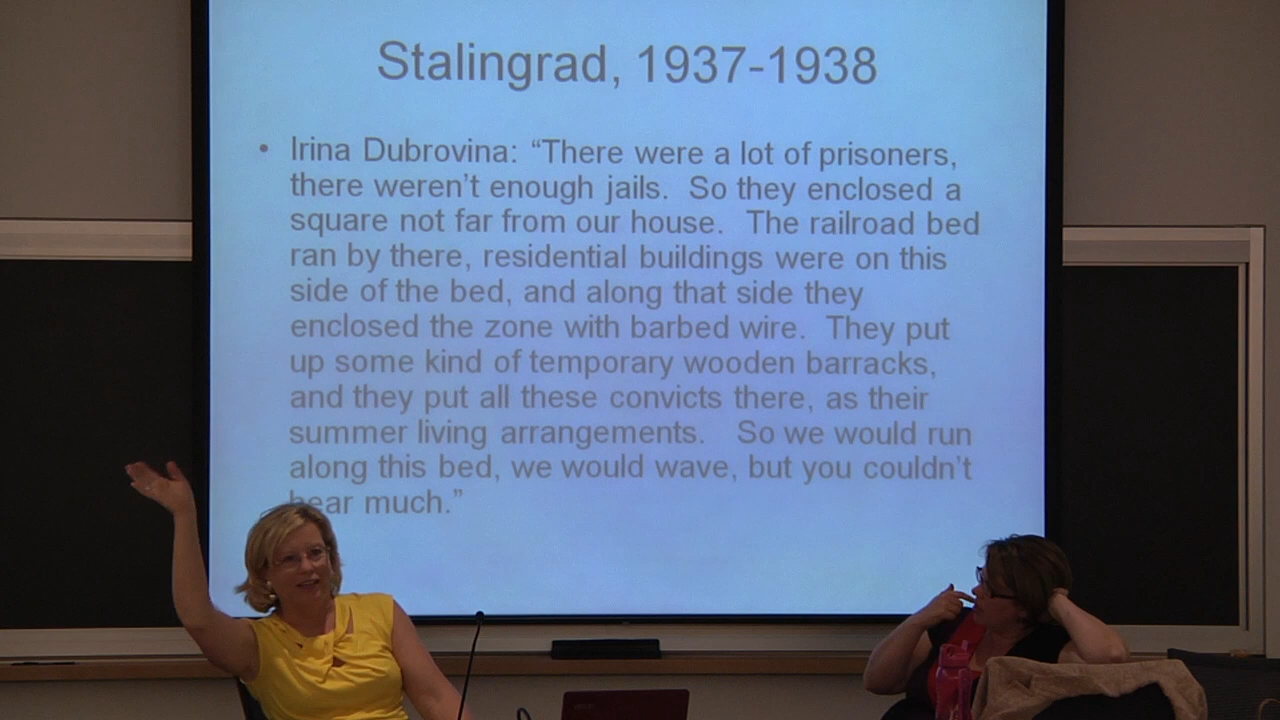 Stalingrad, 1937-1938
• Irina Dubrovina: “There were a lot of prisoners,
there weren’t enough jails. So they enclosed a
square not far from our house. The railroad bed
ran by there, residential buildings were on this
side of the bed, and along that side they
enclosed the zone with barbed wire. They put
up some kind of temporary wooden barracks,
and they put all these convicts there, as their
summer living arrangements. So we would run
along this bed, we would wave, but you couldn’t
hear much.”